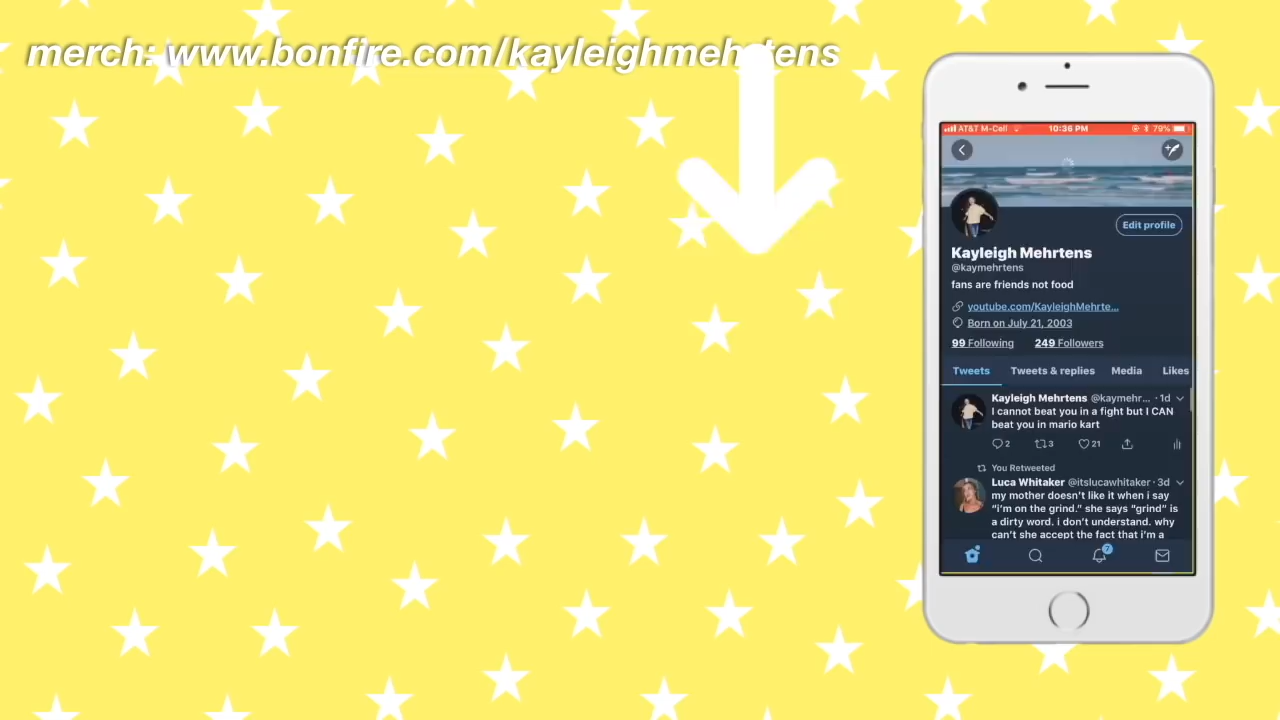 merch: www.bonfire.com/kayleighmehrtens
AT&T M-Cell 10:36 PM 79%
Edit profile
Kayleigh Mehrtens
@kaymehrtens
fans are friends not food
youtube.com/KayleighMehrte...
Born on July 21, 2003
99 Following 249 Followers
Tweets Tweets & replies Media Likes
Kayleigh Mehrtens @kaymehr... · 1d
I cannot beat you in a fight but I CAN
beat you in mario kart
2 3 21
You Retweeted
Luca Whitaker @itslucawhitaker · 3d
my mother doesn't like it when i say
"i'm on the grind." she says "grind" is
a dirty word. i don't understand. why
can't she accept the fact that i'm a
7